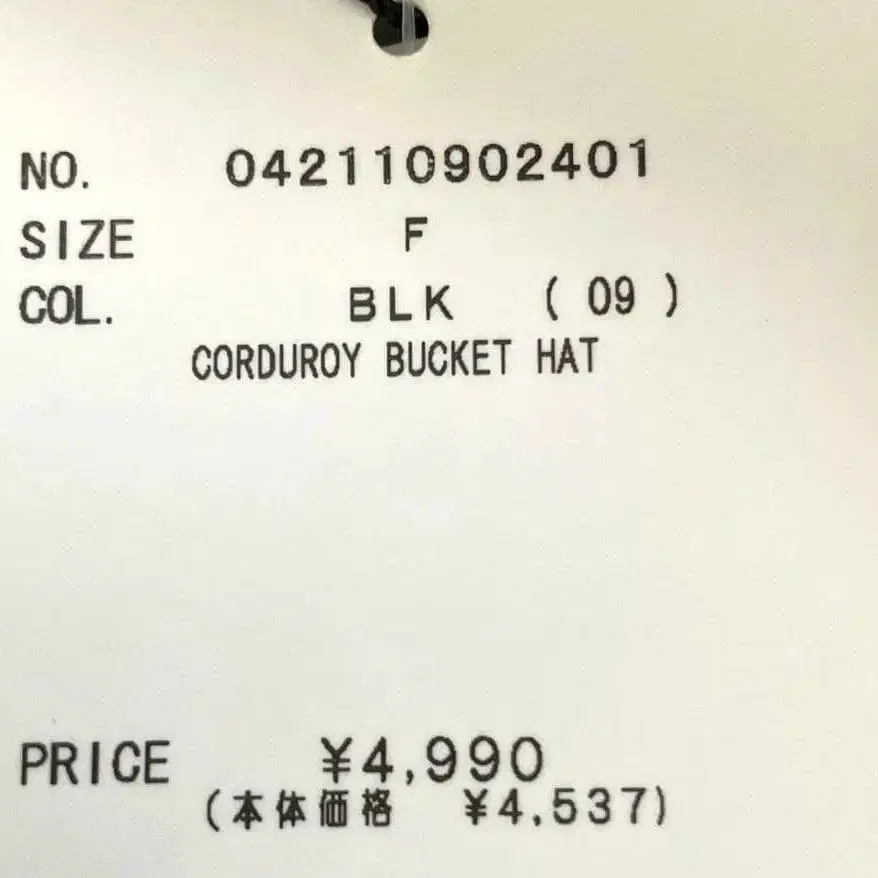 NO. 042110902401
SIZE F
COL. BLK ( 09 )
CORDUROY BUCKET HAT
PRICE ¥4,990
(本体価格 ¥4,537)